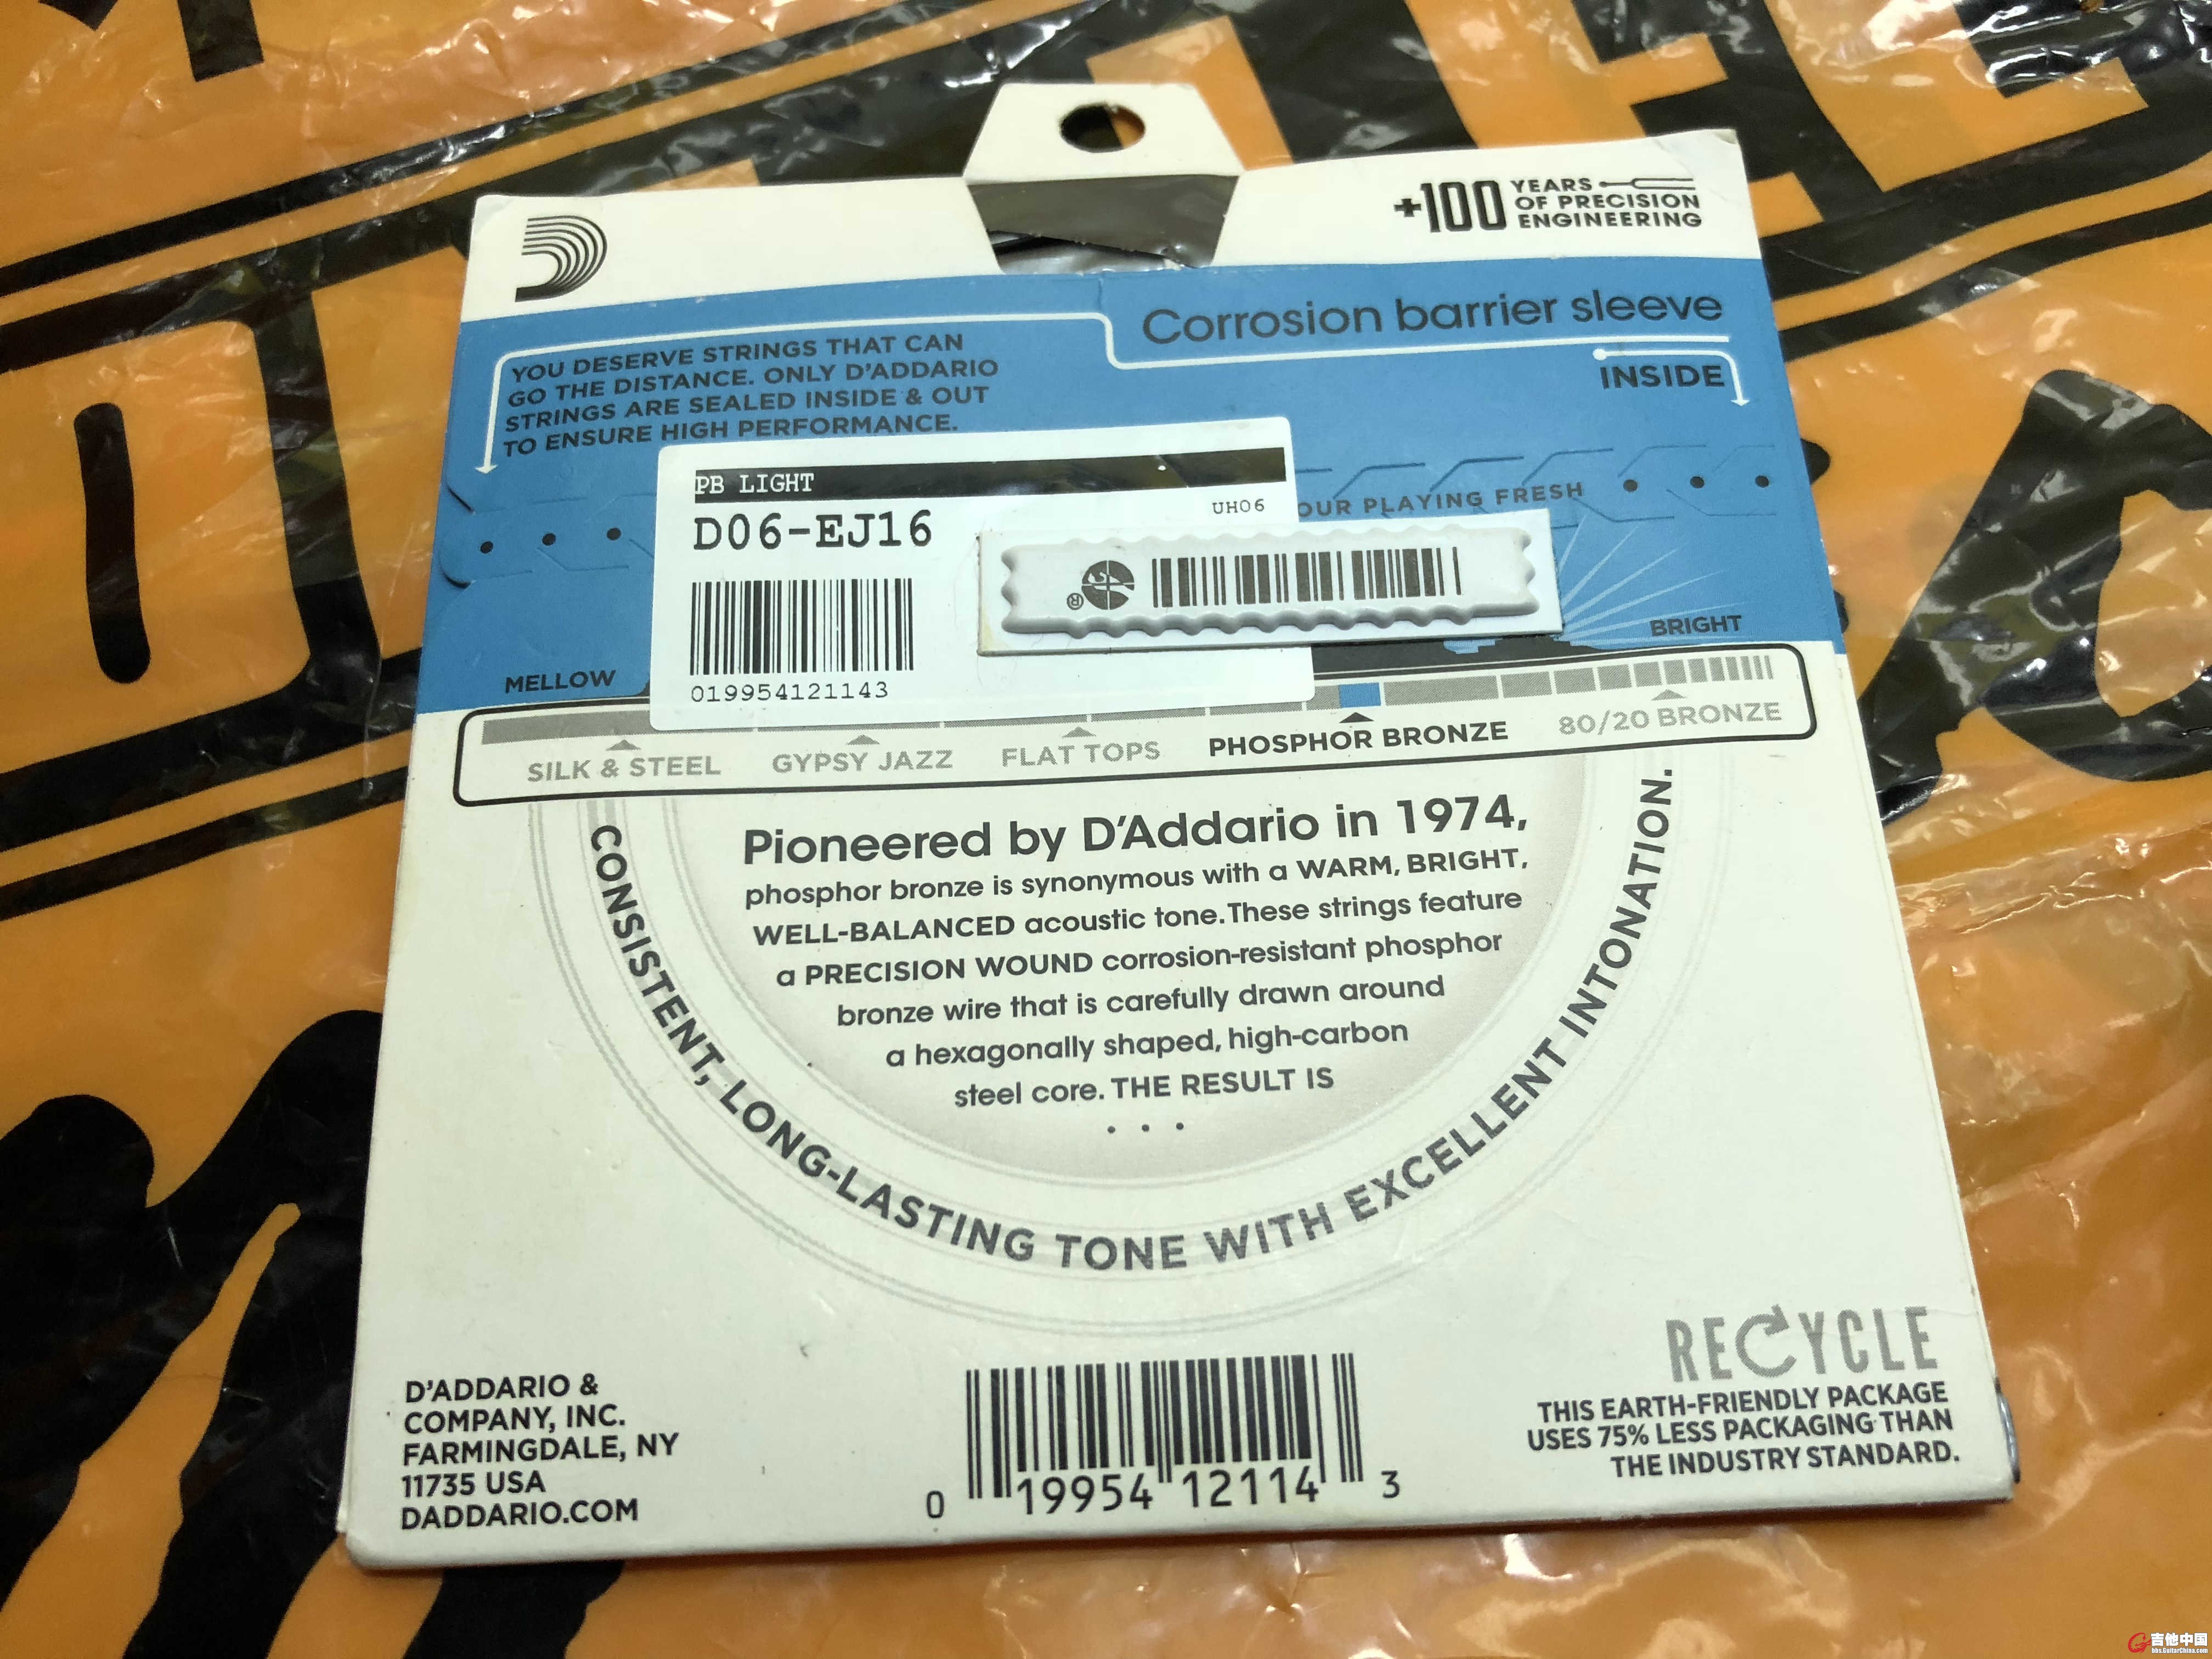 +100 YEARS
OF PRECISION
ENGINEERING
Corrosion barrier sleeve
INSIDE
YOU DESERVE STRINGS THAT CAN
GO THE DISTANCE. ONLY D'ADDARIO
STRINGS ARE SEALED INSIDE & OUT
TO ENSURE HIGH PERFORMANCE.
PB LIGHT
UH06
D06-EJ16
019954121143
OUR PLAYING FRESH
®
MELLOW
BRIGHT
SILK & STEEL
GYPSY JAZZ
FLAT TOPS
PHOSPHOR BRONZE
80/20 BRONZE
Pioneered by D'Addario in 1974,
phosphor bronze is synonymous with a WARM, BRIGHT,
WELL-BALANCED acoustic tone. These strings feature
a PRECISION WOUND corrosion-resistant phosphor
bronze wire that is carefully drawn around
a hexagonally shaped, high-carbon
steel core. THE RESULT IS
• • •
CONSISTENT, LONG-LASTING TONE WITH EXCELLENT INTONATION.
D'ADDARIO &
COMPANY, INC.
FARMINGDALE, NY
11735 USA
DADDARIO.COM
0 19954 12114 3
RECYCLE
THIS EARTH-FRIENDLY PACKAGE
USES 75% LESS PACKAGING THAN
THE INDUSTRY STANDARD.
吉他中国
bbs.GuitarChina.com